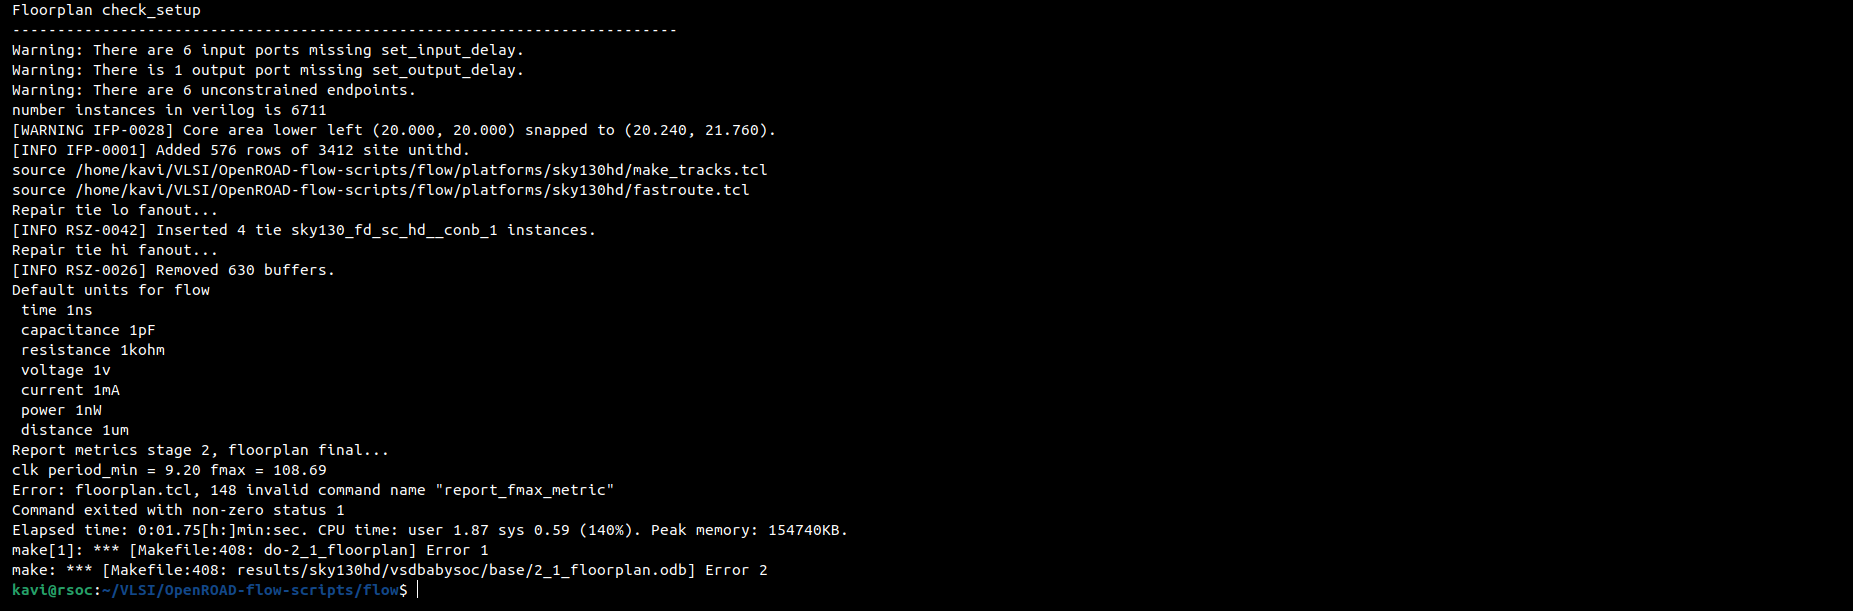 Floorplan check_setup
--------------------------------------------------------------------------
Warning: There are 6 input ports missing set_input_delay.
Warning: There is 1 output port missing set_output_delay.
Warning: There are 6 unconstrained endpoints.
number instances in verilog is 6711
[WARNING IFP-0028] Core area lower left (20.000, 20.000) snapped to (20.240, 21.760).
[INFO IFP-0001] Added 576 rows of 3412 site unithd.
source /home/kavi/VLSI/OpenROAD-flow-scripts/flow/platforms/sky130hd/make_tracks.tcl
source /home/kavi/VLSI/OpenROAD-flow-scripts/flow/platforms/sky130hd/fastroute.tcl
Repair tie lo fanout...
[INFO RSZ-0042] Inserted 4 tie sky130_fd_sc_hd__conb_1 instances.
Repair tie hi fanout...
[INFO RSZ-0026] Removed 630 buffers.
Default units for flow
 time 1ns
 capacitance 1pF
 resistance 1kohm
 voltage 1v
 current 1mA
 power 1nW
 distance 1um
Report metrics stage 2, floorplan final...
clk period_min = 9.20 fmax = 108.69
Error: floorplan.tcl, 148 invalid command name "report_fmax_metric"
Command exited with non-zero status 1
Elapsed time: 0:01.75[h:]min:sec. CPU time: user 1.87 sys 0.59 (140%). Peak memory: 154740KB.
make[1]: *** [Makefile:408: do-2_1_floorplan] Error 1
make: *** [Makefile:408: results/sky130hd/vsdbabysoc/base/2_1_floorplan.odb] Error 2
kavi@rsoc:~/VLSI/OpenROAD-flow-scripts/flow$